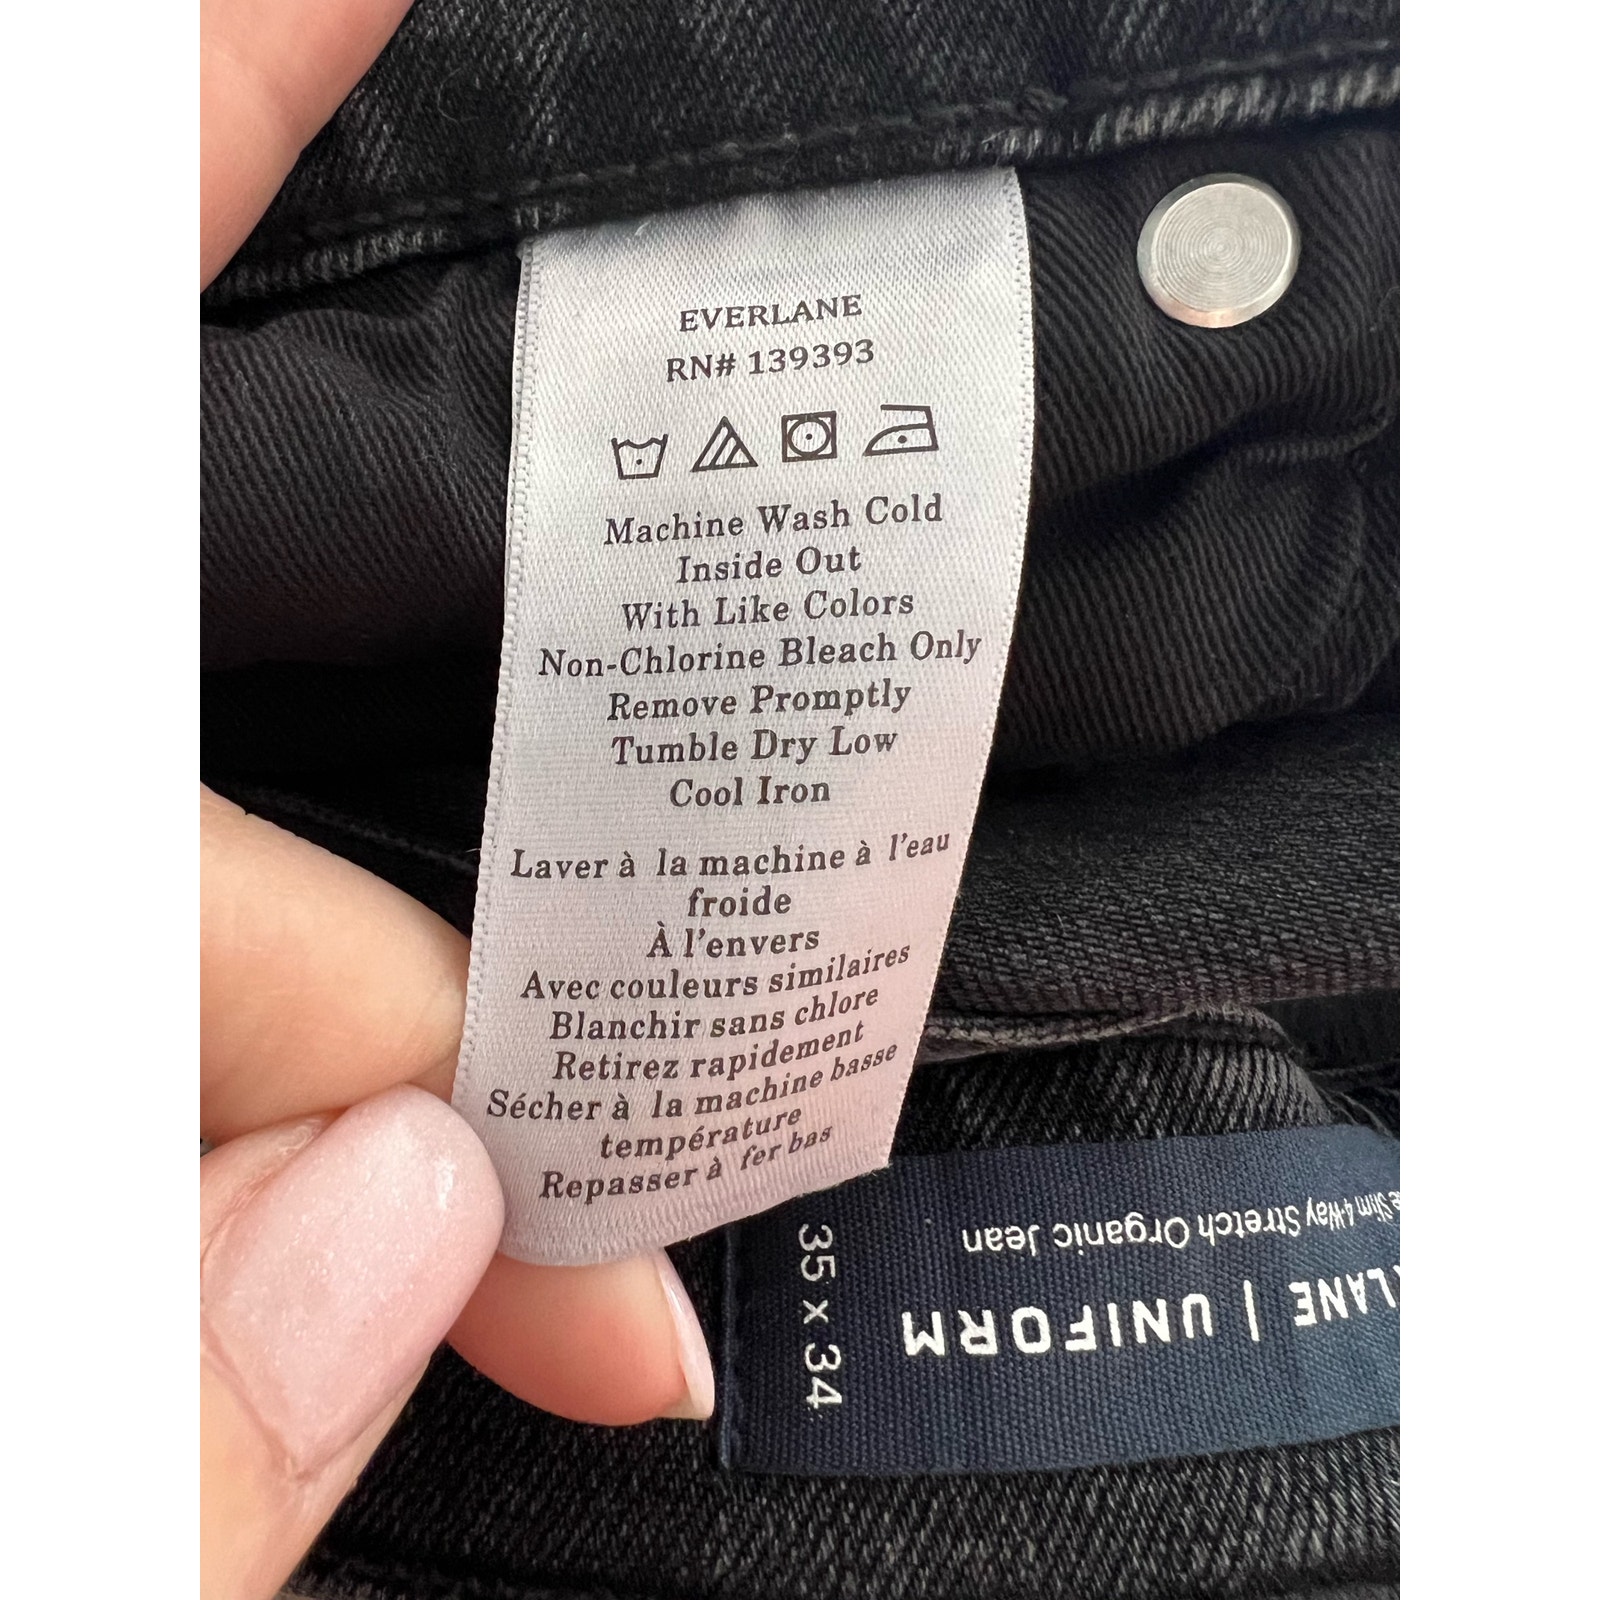 EVERLANE
RN# 139393
Machine Wash Cold
Inside Out
With Like Colors
Non-Chlorine Bleach Only
Remove Promptly
Tumble Dry Low
Cool Iron
Laver à la machine à l'eau
froide
À l'envers
Avec couleurs similaires
Blanchir sans chlore
Retirez rapidement
Sécher à la machine basse
température
Repasser à fer bas
LANE | UNIFORM
Slim 4-Way Stretch Organic Jean
35 x 34